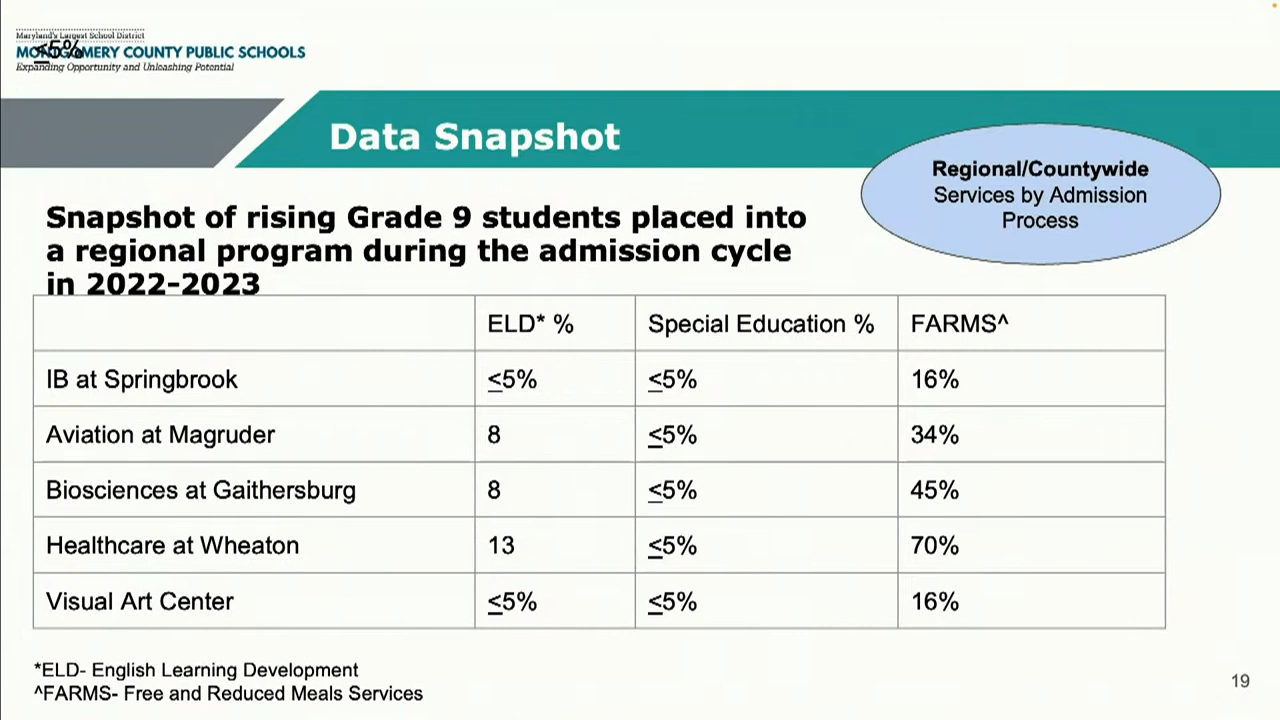 Maryland's Largest School District
≤5%
MONTGOMERY COUNTY PUBLIC SCHOOLS
Expanding Opportunity and Unleashing Potential
Data Snapshot
Regional/Countywide
Services by Admission
Process
Snapshot of rising Grade 9 students placed into
a regional program during the admission cycle
in 2022-2023
ELD* % Special Education % FARMS^
IB at Springbrook ≤5% ≤5% 16%
Aviation at Magruder 8 ≤5% 34%
Biosciences at Gaithersburg 8 ≤5% 45%
Healthcare at Wheaton 13 ≤5% 70%
Visual Art Center ≤5% ≤5% 16%
*ELD- English Learning Development
^FARMS- Free and Reduced Meals Services
19